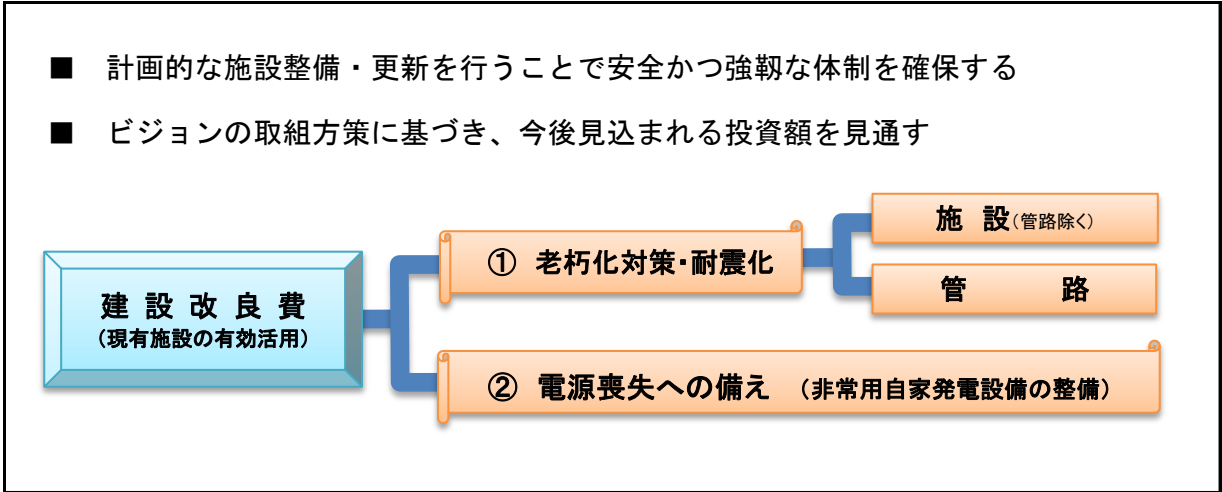 ■ 計画的な施設整備・更新を行うことで安全かつ強靱な体制を確保する
■ ビジョンの取組方策に基づき、今後見込まれる投資額を見通す
施 設(管路除く)
① 老朽化対策・耐震化
管 路
建 設 改 良 費
(現有施設の有効活用)
② 電源喪失への備え (非常用自家発電設備の整備)